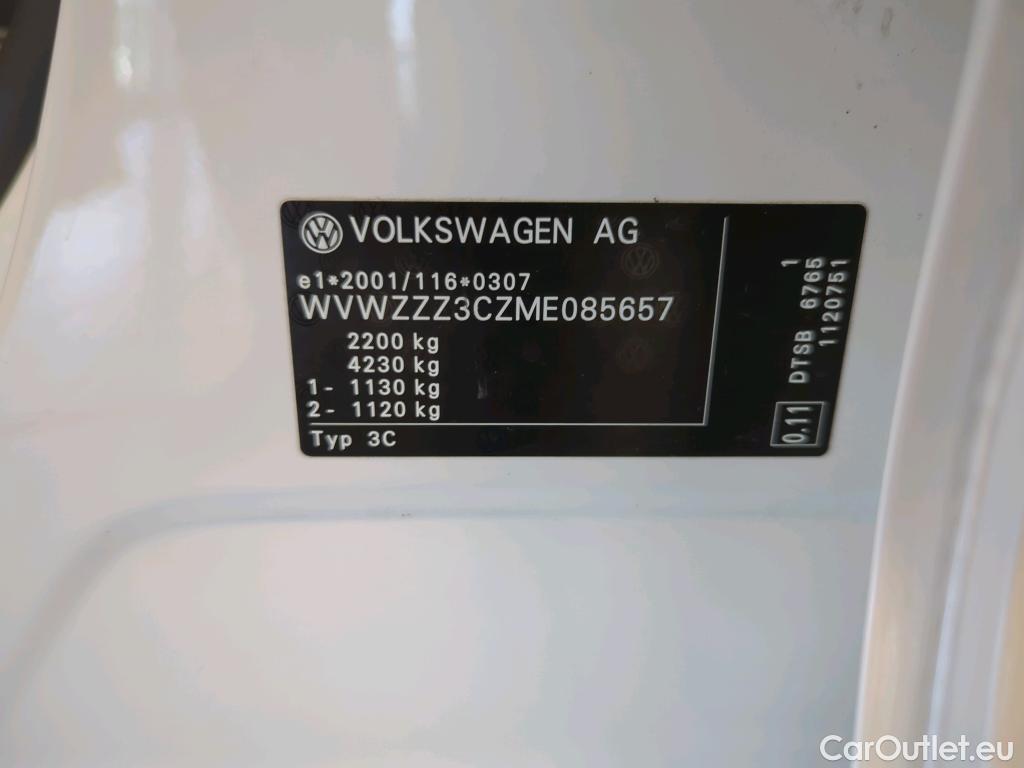 VOLKSWAGEN AG
e1*2001/116*0307
WVWZZZ3CZME085657
2200 kg
4230 kg
1- 1130 kg
2- 1120 kg
Typ 3C
0.11 DTSB 6765 1
1120751
CarOutlet.eu